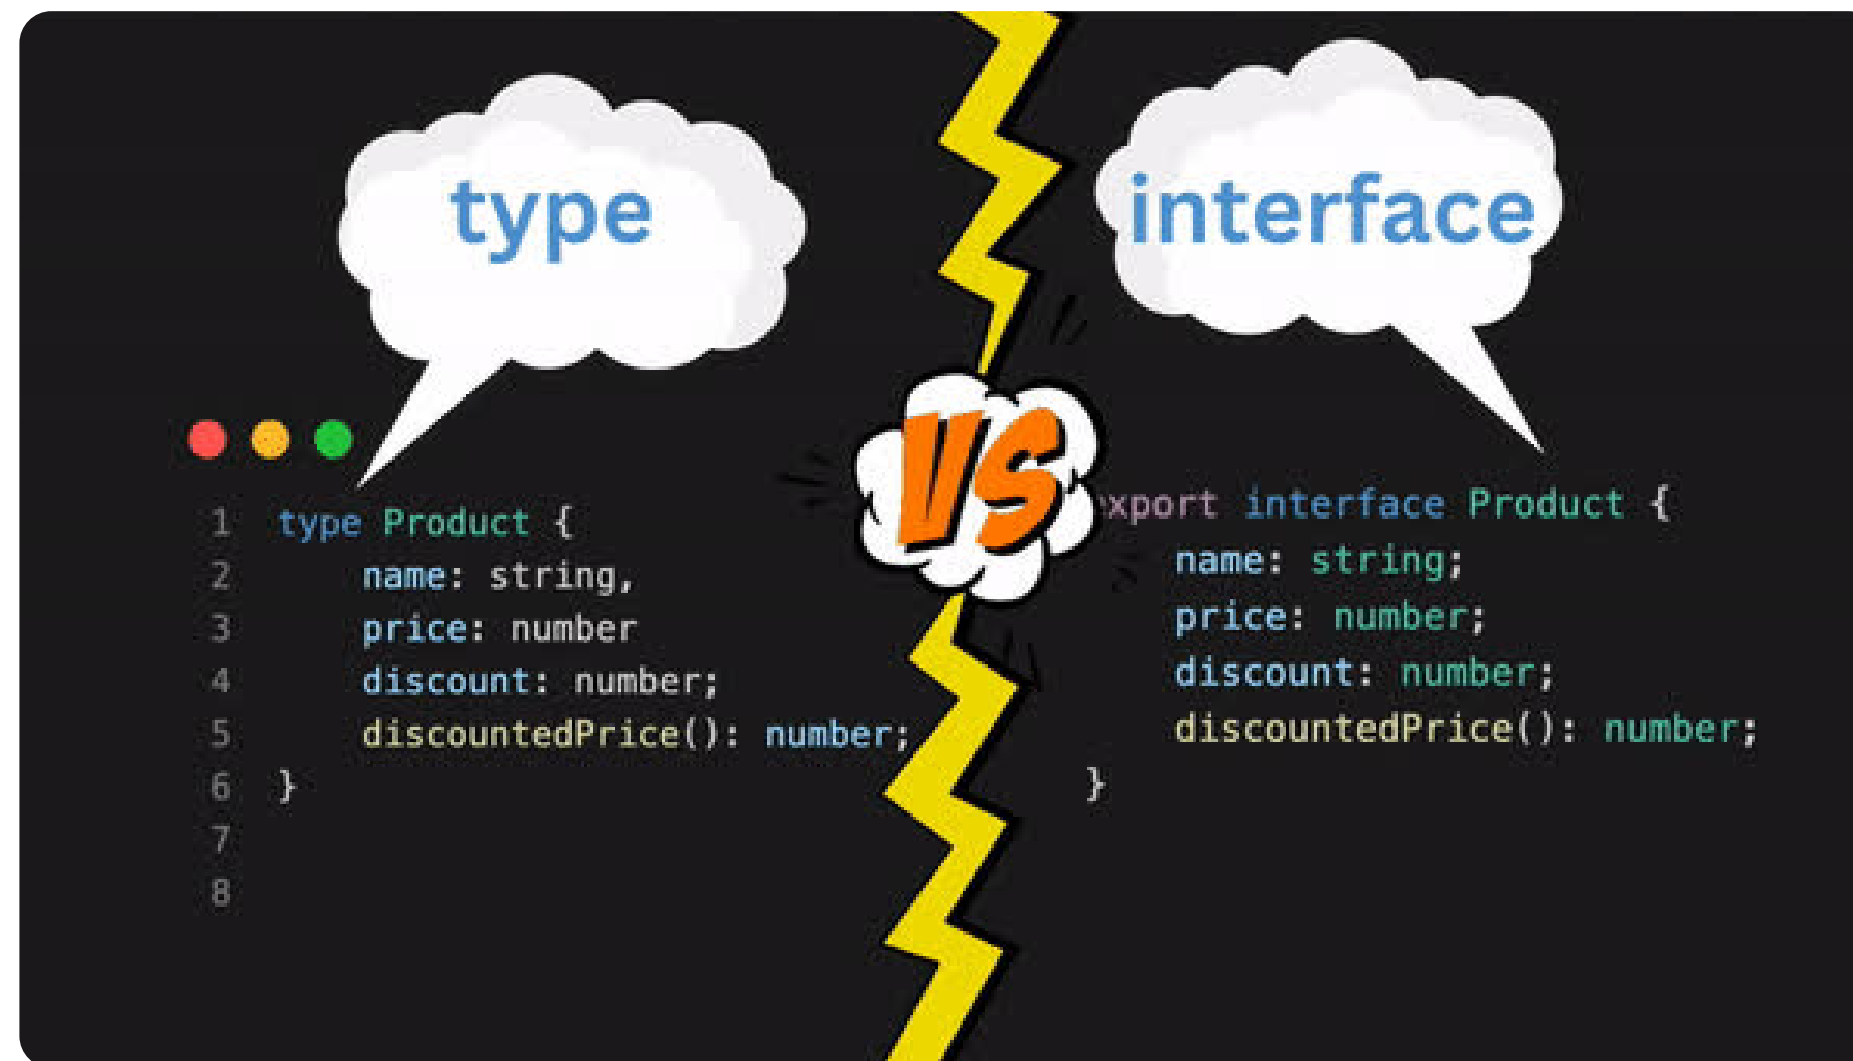 type
interface
VS
1 type Product {
2 name: string,
3 price: number
4 discount: number;
5 discountedPrice(): number;
6 }
7
8
xport interface Product {
name: string;
price: number;
discount: number;
discountedPrice(): number;
}